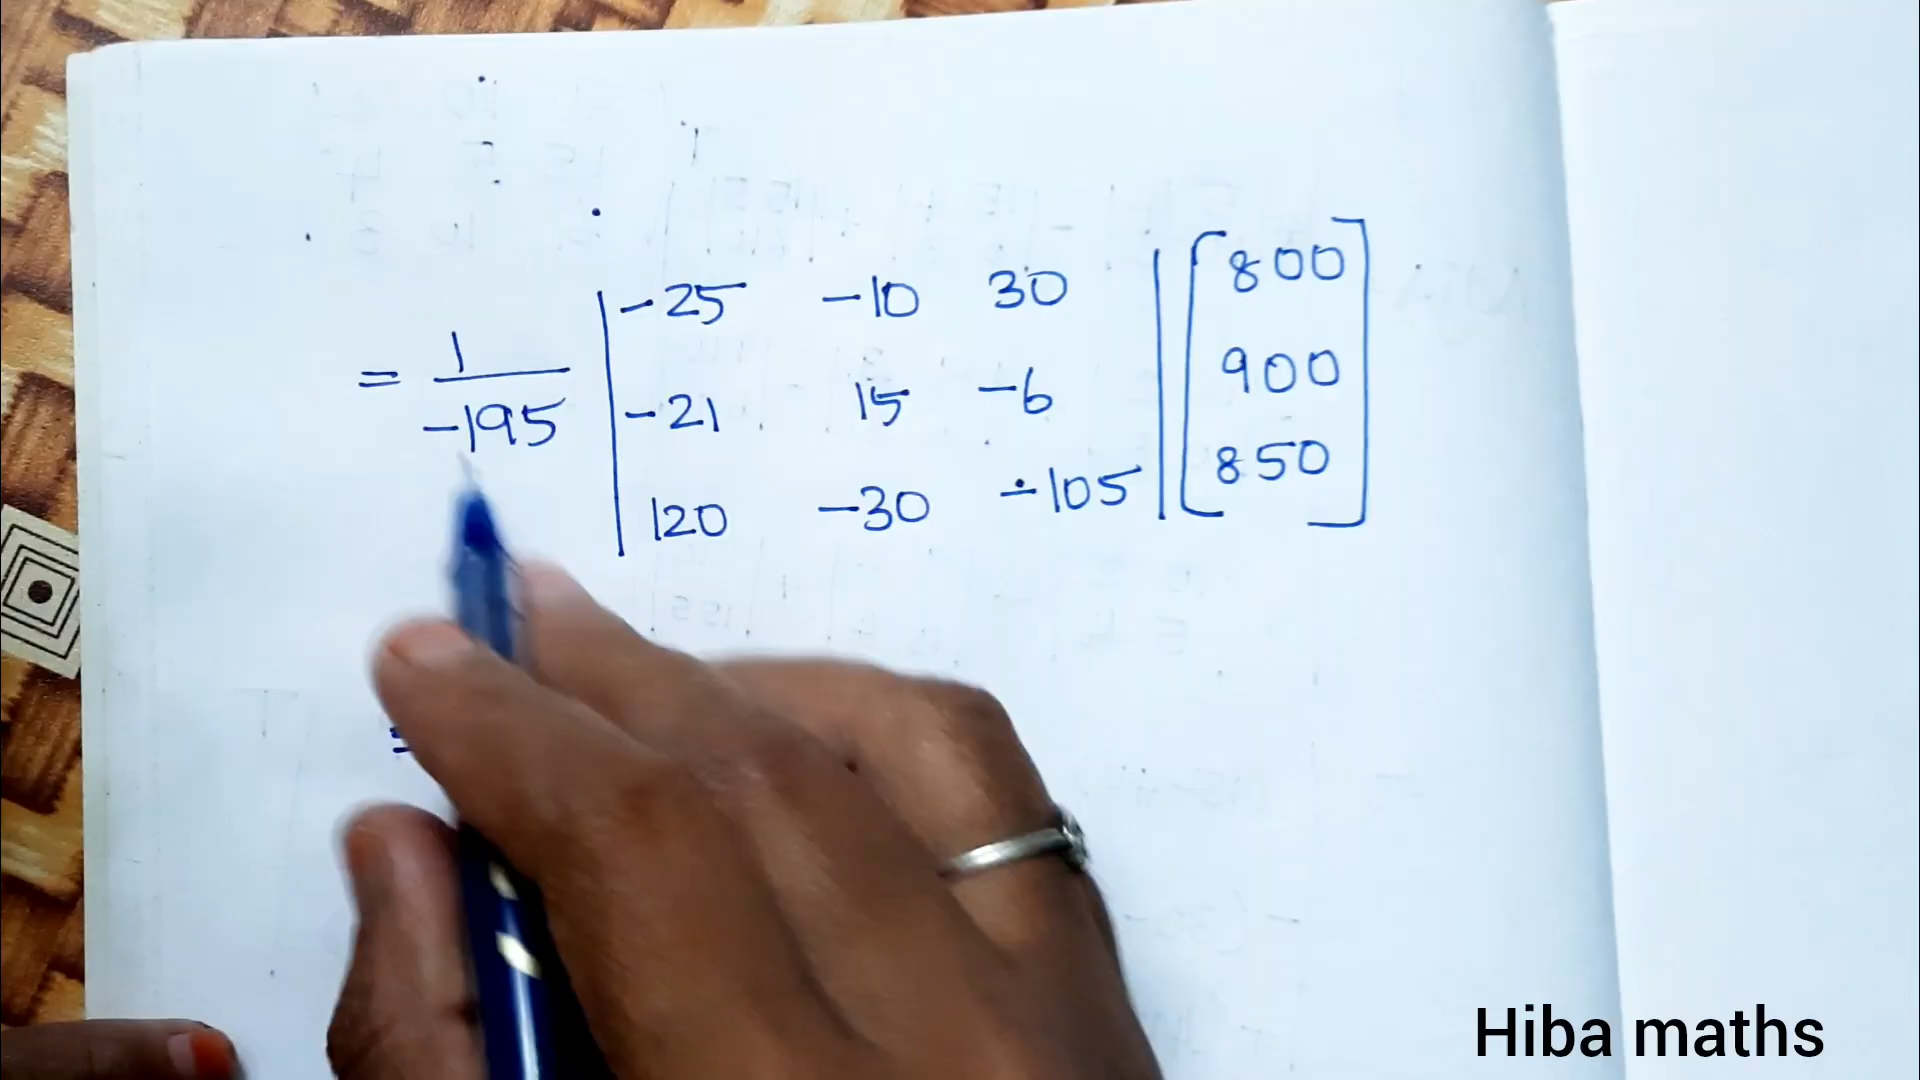 = 1/-195 | -25 -10 30 | [ 800
-21 15 -6 900
120 -30 -105 850 ]
=
Hiba maths